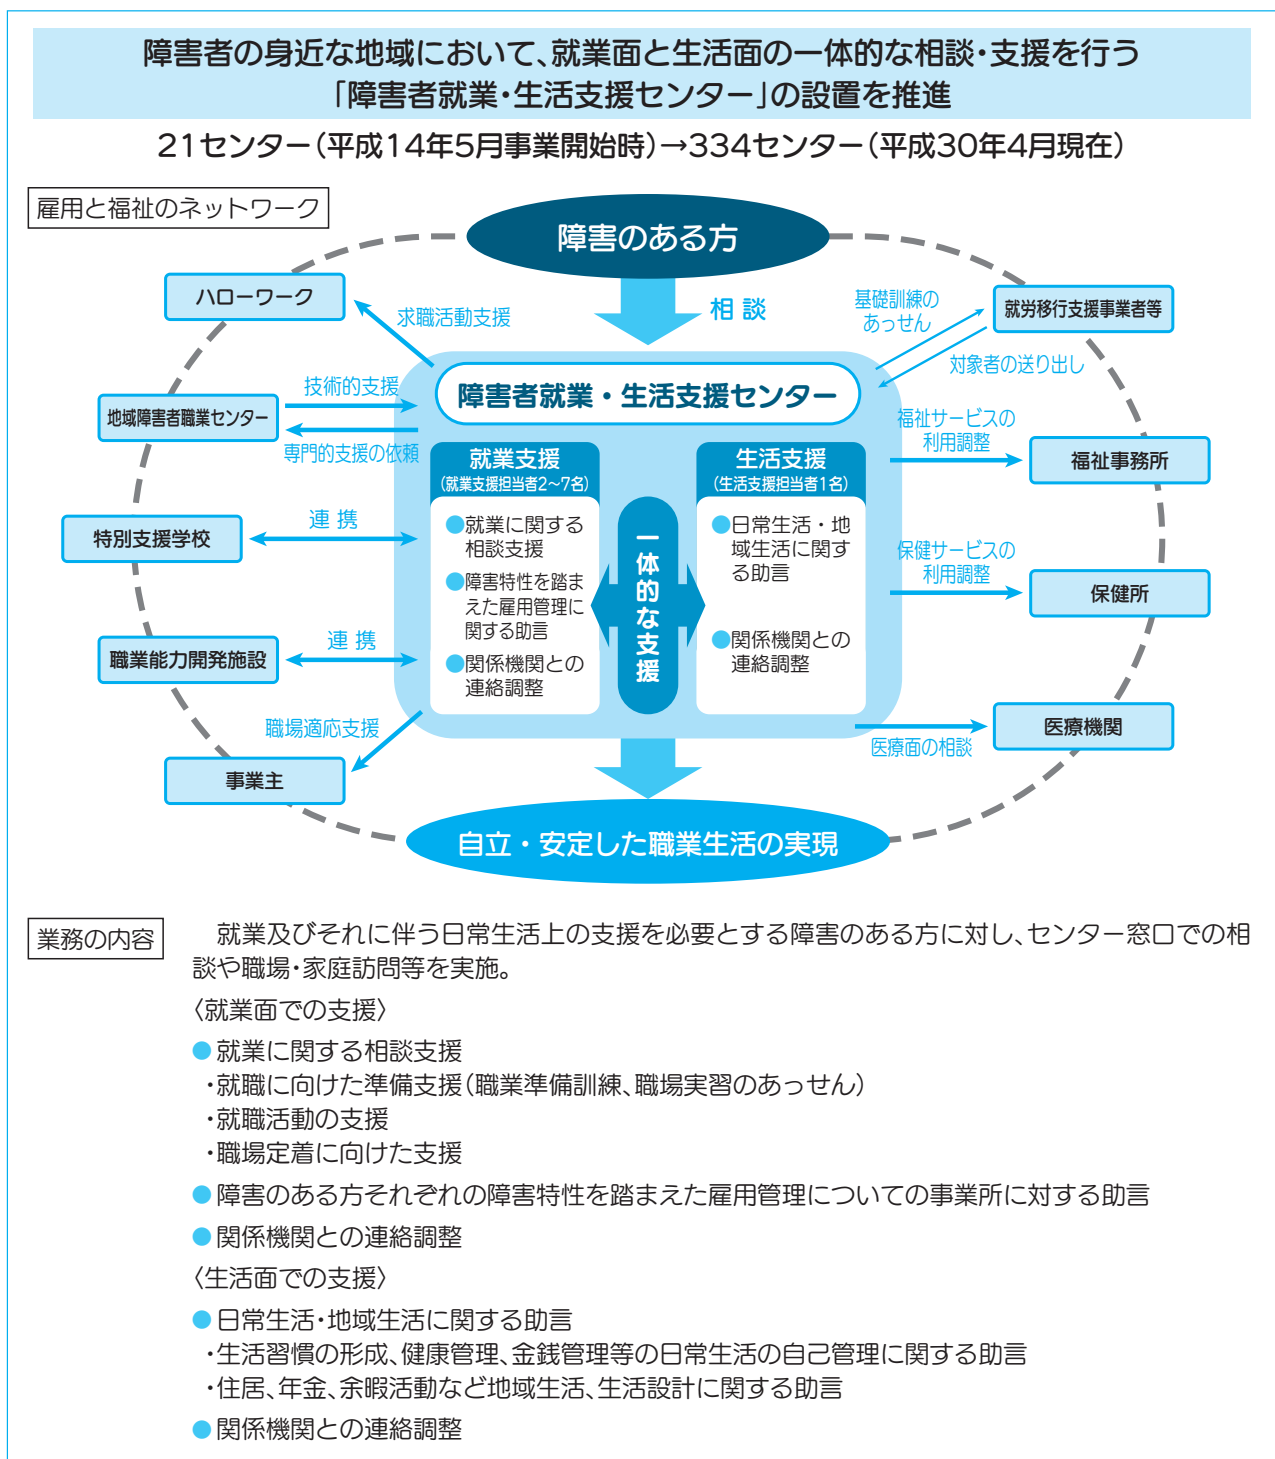 障害者の身近な地域において、就業面と生活面の一体的な相談・支援を行う
「障害者就業・生活支援センター」の設置を推進
21センター（平成14年5月事業開始時）→334センター（平成30年4月現在）
雇用と福祉のネットワーク
障害のある方
相談
ハローワーク
求職活動支援
基礎訓練の
あっせん
就労移行支援事業者等
対象者の送り出し
技術的支援
地域障害者職業センター
専門的支援の依頼
障害者就業・生活支援センター
福祉サービスの
利用調整
福祉事務所
就業支援
（就業支援担当者2～7名）
生活支援
（生活支援担当者1名）
特別支援学校
連携
●就業に関する
相談支援
●障害特性を踏ま
えた雇用管理に
関する助言
●関係機関との
連絡調整
一体的な支援
●日常生活・地
域生活に関す
る助言
●関係機関との
連絡調整
保健サービスの
利用調整
保健所
職業能力開発施設
連携
職場適応支援
事業主
医療面の相談
医療機関
自立・安定した職業生活の実現
業務の内容
就業及びそれに伴う日常生活上の支援を必要とする障害のある方に対し、センター窓口での相
談や職場・家庭訪問等を実施。
〈就業面での支援〉
●就業に関する相談支援
・就職に向けた準備支援（職業準備訓練、職場実習のあっせん）
・就職活動の支援
・職場定着に向けた支援
●障害のある方それぞれの障害特性を踏まえた雇用管理についての事業所に対する助言
●関係機関との連絡調整
〈生活面での支援〉
●日常生活・地域生活に関する助言
・生活習慣の形成、健康管理、金銭管理等の日常生活の自己管理に関する助言
・住居、年金、余暇活動など地域生活、生活設計に関する助言
●関係機関との連絡調整